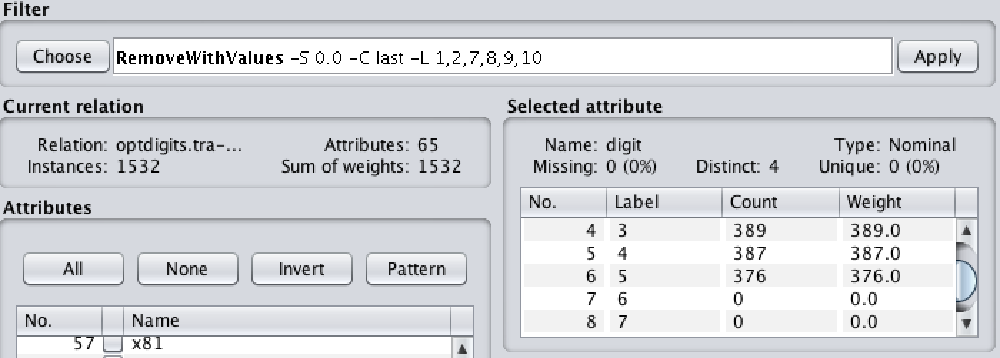 Filter
Choose RemoveWithValues -S 0.0 -C last -L 1,2,7,8,9,10 Apply
Current relation
Relation: optdigits.tra-... Attributes: 65
Instances: 1532 Sum of weights: 1532
Attributes
All None Invert Pattern
No. Name
57 x81
Selected attribute
Name: digit Type: Nominal
Missing: 0 (0%) Distinct: 4 Unique: 0 (0%)
No. Label Count Weight
4 3 389 389.0
5 4 387 387.0
6 5 376 376.0
7 6 0 0.0
8 7 0 0.0